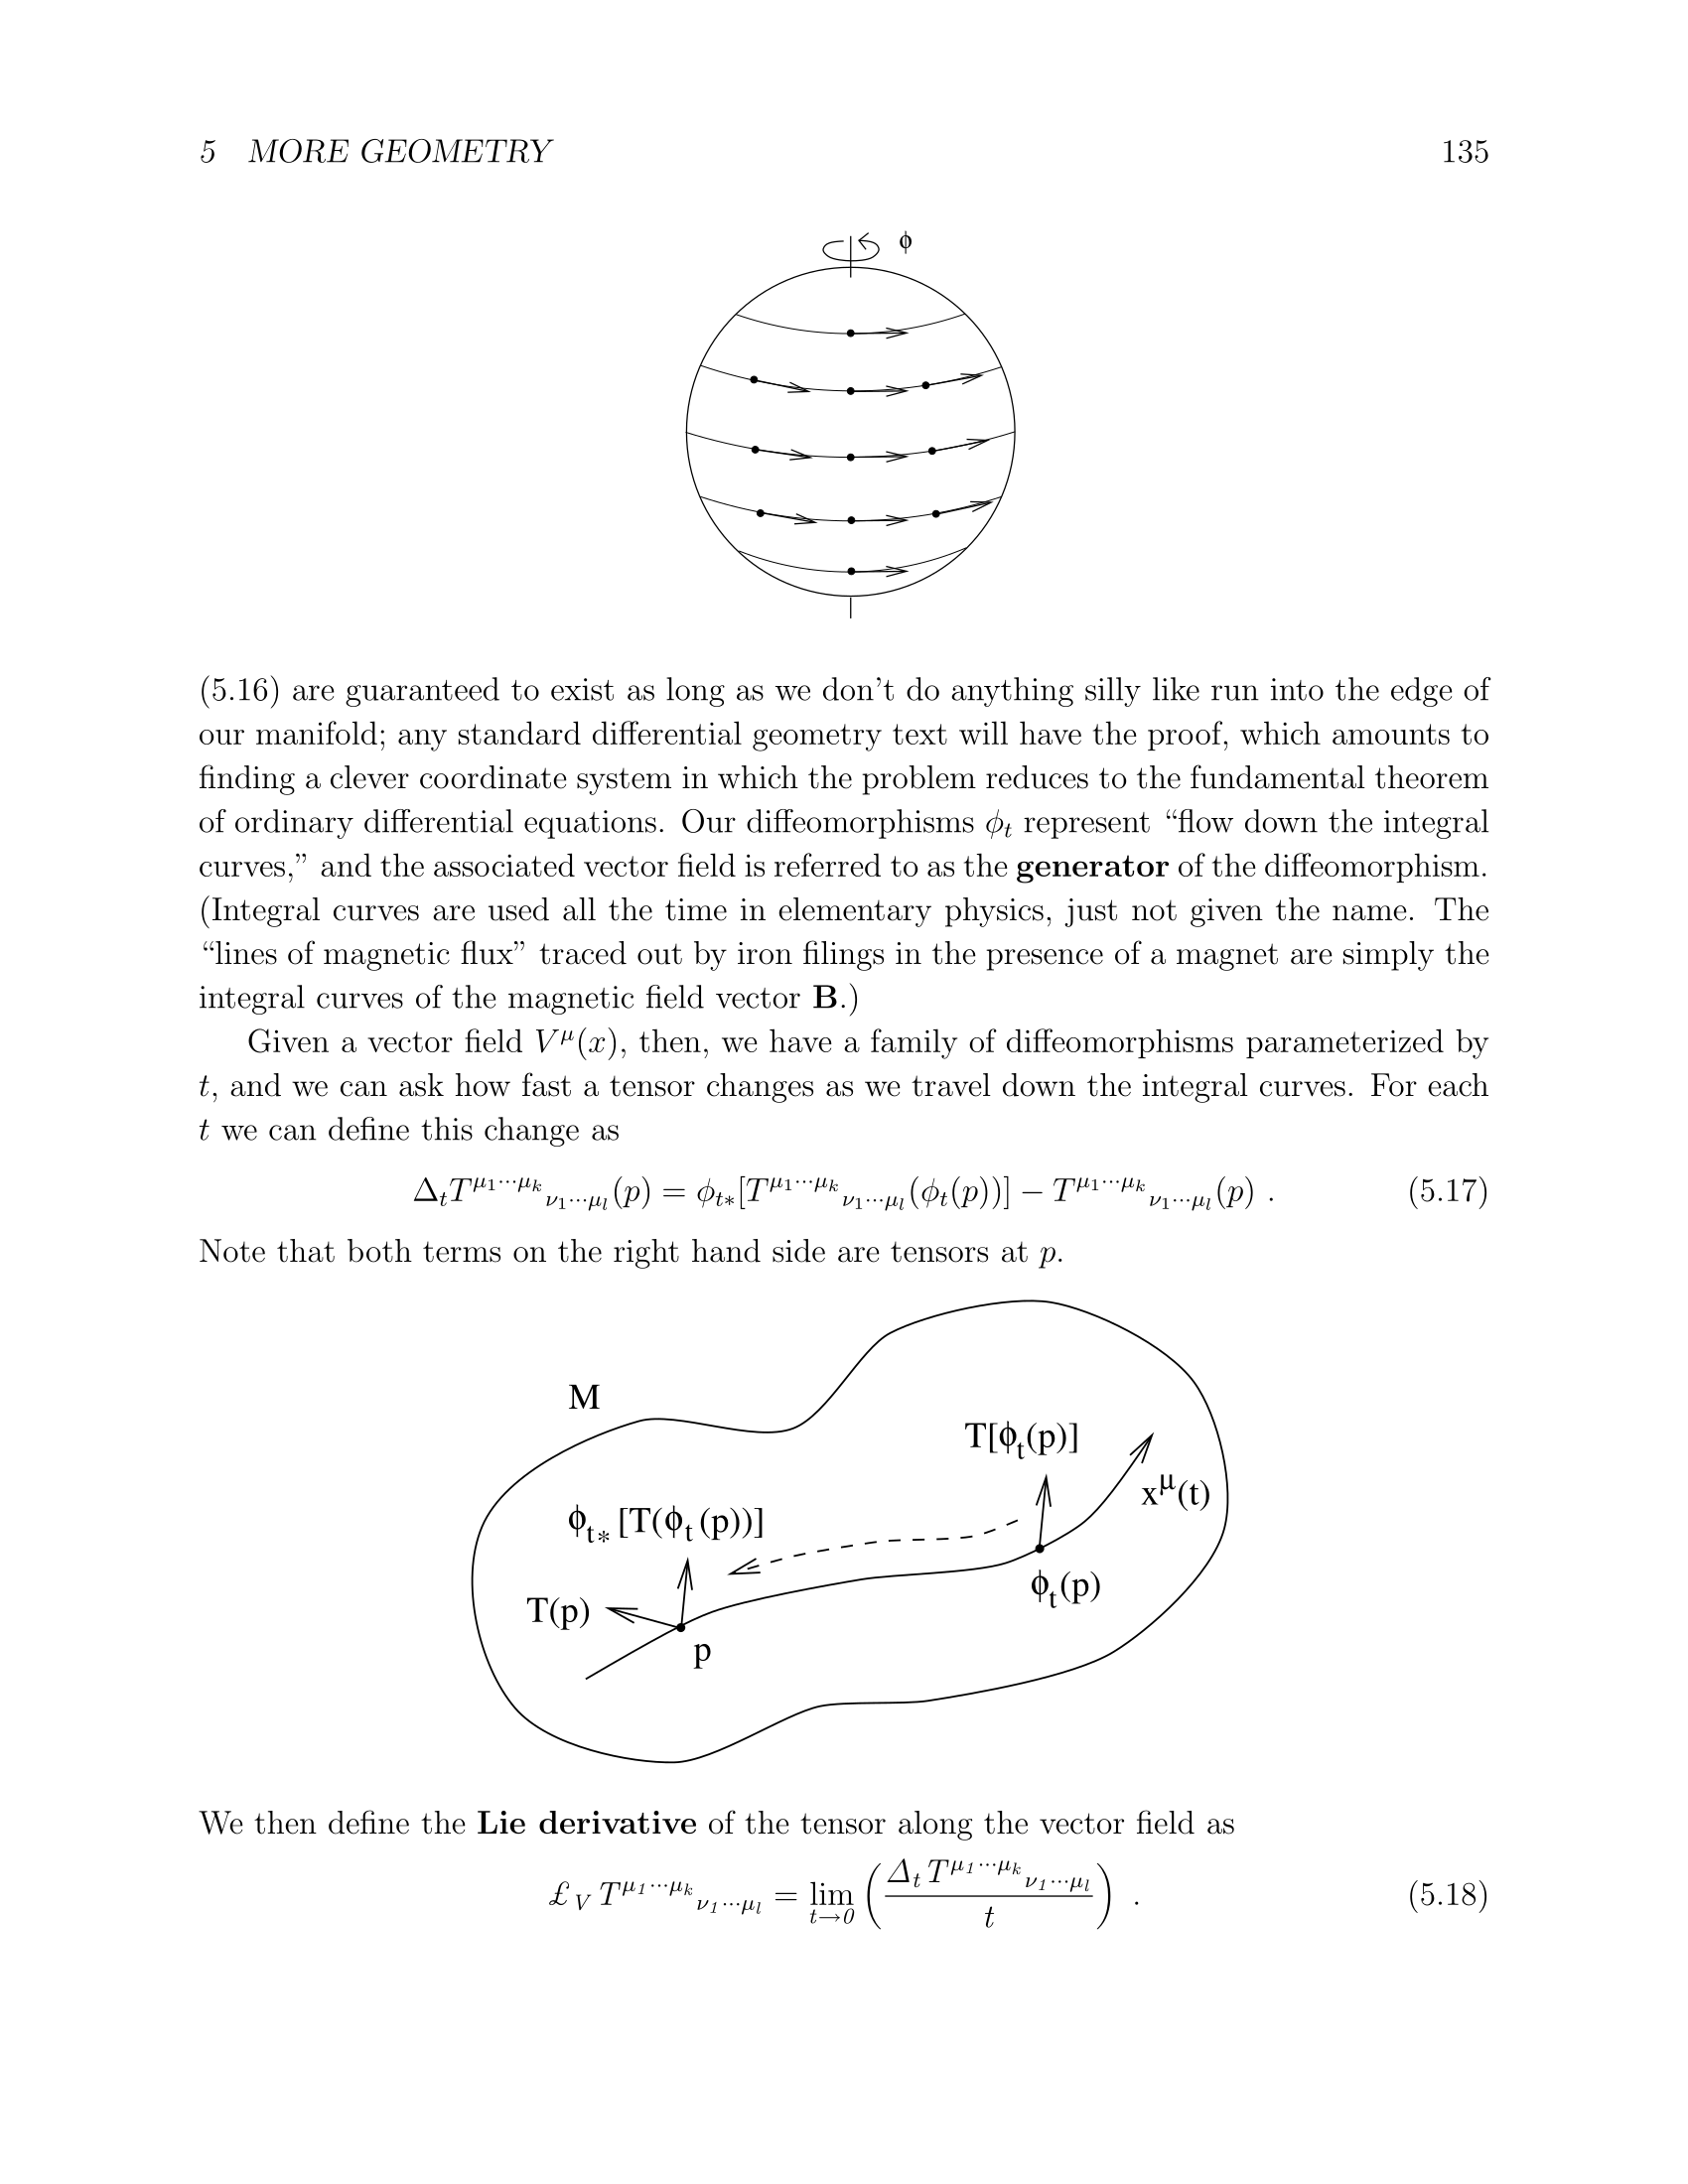 5 MORE GEOMETRY 135
ϕ
(5.16) are guaranteed to exist as long as we don't do anything silly like run into the edge of
our manifold; any standard differential geometry text will have the proof, which amounts to
finding a clever coordinate system in which the problem reduces to the fundamental theorem
of ordinary differential equations. Our diffeomorphisms $\phi_t$ represent “flow down the integral
curves,” and the associated vector field is referred to as the generator of the diffeomorphism.
(Integral curves are used all the time in elementary physics, just not given the name. The
“lines of magnetic flux” traced out by iron filings in the presence of a magnet are simply the
integral curves of the magnetic field vector B.)
Given a vector field $V^\mu(x)$, then, we have a family of diffeomorphisms parameterized by
t, and we can ask how fast a tensor changes as we travel down the integral curves. For each
t we can define this change as
$\Delta_t T^{\mu_1\cdots\mu_k}{}_{\nu_1\cdots\mu_l}(p) = \phi_{t*}[T^{\mu_1\cdots\mu_k}{}_{\nu_1\cdots\mu_l}(\phi_t(p))] - T^{\mu_1\cdots\mu_k}{}_{\nu_1\cdots\mu_l}(p)$ . (5.17)
Note that both terms on the right hand side are tensors at p.
M
$T[\phi_t(p)]$
$x^\mu(t)$
$\phi_{t*}[T(\phi_t(p))]$
$\phi_t(p)$
T(p)
p
We then define the Lie derivative of the tensor along the vector field as
$£_V T^{\mu_1\cdots\mu_k}{}_{\nu_1\cdots\mu_l} = \lim_{t\to 0} \left(\frac{\Delta_t T^{\mu_1\cdots\mu_k}{}_{\nu_1\cdots\mu_l}}{t}\right)$ . (5.18)